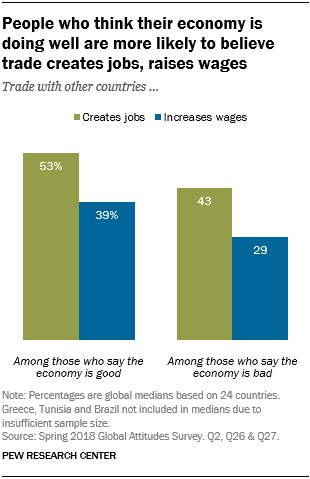 People who think their economy is
doing well are more likely to believe
trade creates jobs, raises wages
Trade with other countries ...
Creates jobs Increases wages
53%
39%
43
29
Among those who say the
economy is good
Among those who say the
economy is bad
Note: Percentages are global medians based on 24 countries.
Greece, Tunisia and Brazil not included in medians due to
insufficient sample size.
Source: Spring 2018 Global Attitudes Survey. Q2, Q26 & Q27.
PEW RESEARCH CENTER